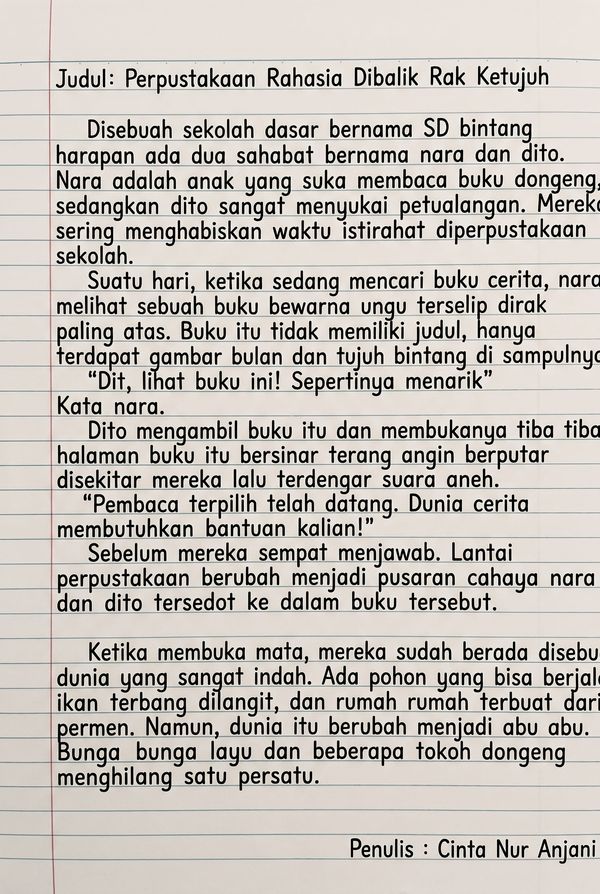 Judul: Perpustakaan Rahasia Dibalik Rak Ketujuh
Disebuah sekolah dasar bernama SD bintang
harapan ada dua sahabat bernama nara dan dito.
Nara adalah anak yang suka membaca buku dongeng,
sedangkan dito sangat menyukai petualangan. Mereka
sering menghabiskan waktu istirahat diperpustakaan
sekolah.
Suatu hari, ketika sedang mencari buku cerita, nara
melihat sebuah buku bewarna ungu terselip dirak
paling atas. Buku itu tidak memiliki judul, hanya
terdapat gambar bulan dan tujuh bintang di sampulnya
“Dit, lihat buku ini! Sepertinya menarik”
Kata nara.
Dito mengambil buku itu dan membukanya tiba tiba
halaman buku itu bersinar terang angin berputar
disekitar mereka lalu terdengar suara aneh.
“Pembaca terpilih telah datang. Dunia cerita
membutuhkan bantuan kalian!”
Sebelum mereka sempat menjawab. Lantai
perpustakaan berubah menjadi pusaran cahaya nara
dan dito tersedot ke dalam buku tersebut.
Ketika membuka mata, mereka sudah berada disebu
dunia yang sangat indah. Ada pohon yang bisa berjala
ikan terbang dilangit, dan rumah rumah terbuat dari
permen. Namun, dunia itu berubah menjadi abu abu.
Bunga bunga layu dan beberapa tokoh dongeng
menghilang satu persatu.
Penulis : Cinta Nur Anjani